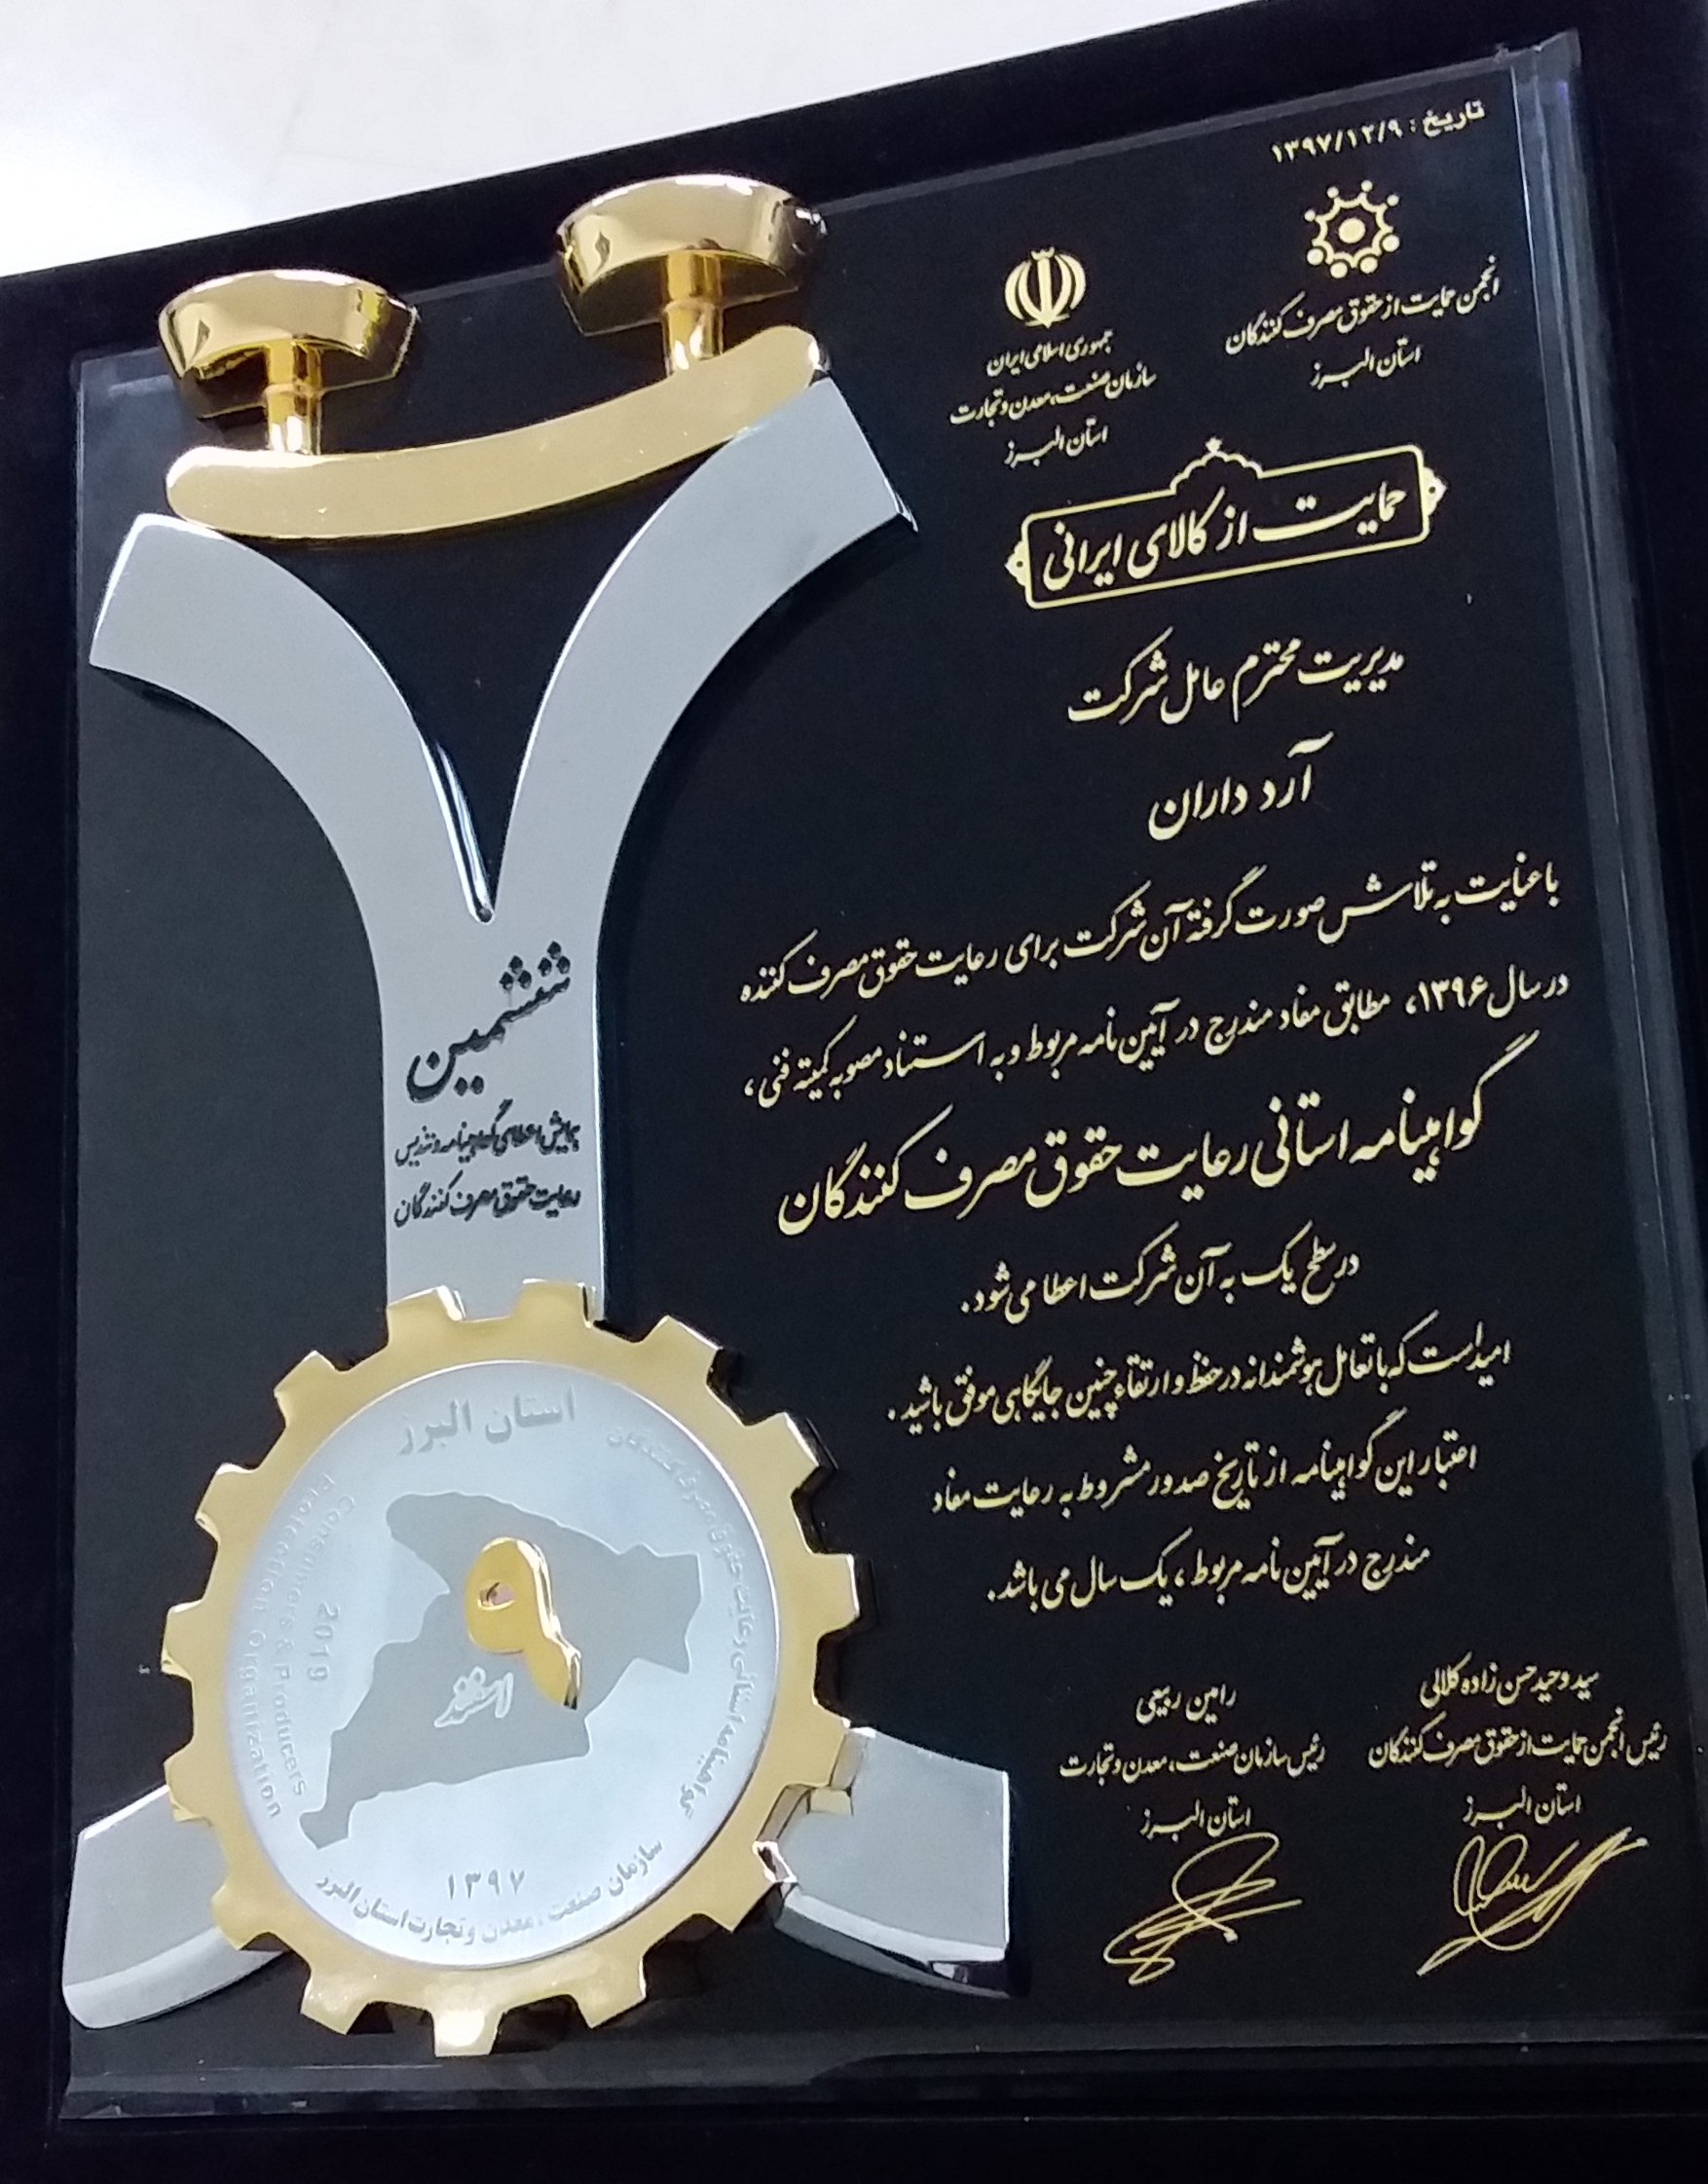 تاریخ : ۱۳۹۷/۱۲/۹
انجمن حمایت از حقوق مصرف کنندگان
استان البرز
جمهوری اسلامی ایران
سازمان صنعت، معدن و تجارت
استان البرز
حمایت از کالای ایرانی
مدیریت محترم عامل شرکت
آرد داران
با عنایت به تلاش صورت گرفته آن شرکت برای رعایت حقوق مصرف کننده
در سال ۱۳۹۶، مطابق مفاد مندرج در آیین نامه مربوط و به استناد مصوبه کمیته فنی،
گواهینامه استانی رعایت حقوق مصرف کنندگان
در سطح یک به آن شرکت اعطا می شود.
امید است که با تعامل هوشمندانه در حفظ و ارتقاء چنین جایگاهی موفق باشید.
اعتبار این گواهینامه از تاریخ صدور مشروط به رعایت مفاد
مندرج در آیین نامه مربوط، یک سال می باشد.
سید وحید حسن زاده کلالی
رئیس انجمن حمایت از حقوق مصرف کنندگان
استان البرز
رامین ربیعی
رئیس سازمان صنعت، معدن و تجارت
استان البرز
ششمین
همایش اعطای گواهینامه و تندیس
رعایت حقوق مصرف کنندگان
استان البرز
گواهینامه استانی رعایت حقوق مصرف کنندگان
Consumers & Producers
Protection Organization
2019
۹
اسفند
۱۳۹۷
سازمان صنعت، معدن و تجارت استان البرز